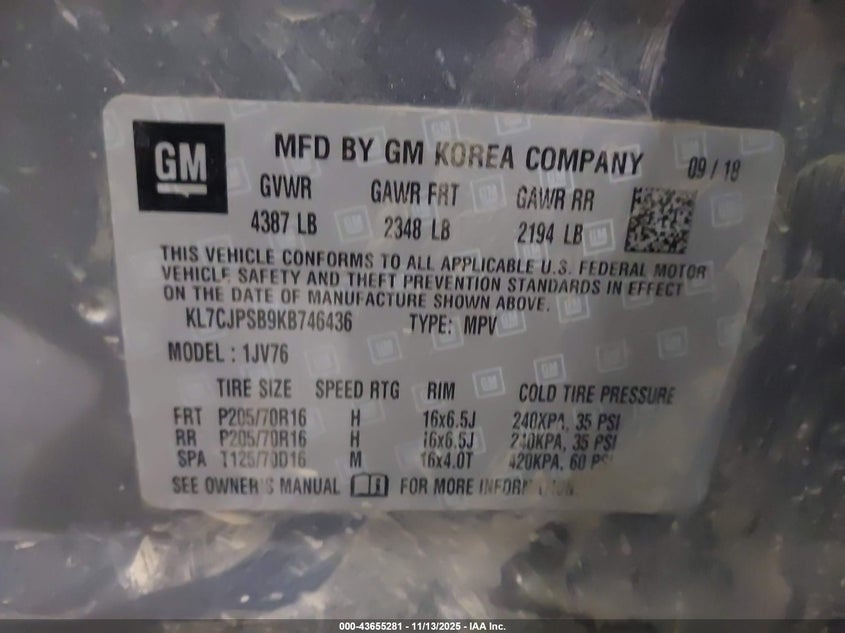 GM
MFD BY GM KOREA COMPANY 09 / 18
GVWR GAWR FRT GAWR RR
4387 LB 2348 LB 2194 LB
THIS VEHICLE CONFORMS TO ALL APPLICABLE U.S. FEDERAL MOTOR
VEHICLE SAFETY AND THEFT PREVENTION STANDARDS IN EFFECT
ON THE DATE OF MANUFACTURE SHOWN ABOVE.
KL7CJPSB9KB746436 TYPE: MPV
MODEL : 1JV76
TIRE SIZE SPEED RTG RIM COLD TIRE PRESSURE
FRT P205/70R16 H 16x6.5J 240KPA, 35 PSI
RR P205/70R16 H 16x6.5J 240KPA, 35 PSI
SPA T125/70D16 M 16x4.0T 420KPA, 60 PSI
SEE OWNER'S MANUAL FOR MORE INFORMATION.
000-43655281 - 11/13/2025 - IAA Inc.